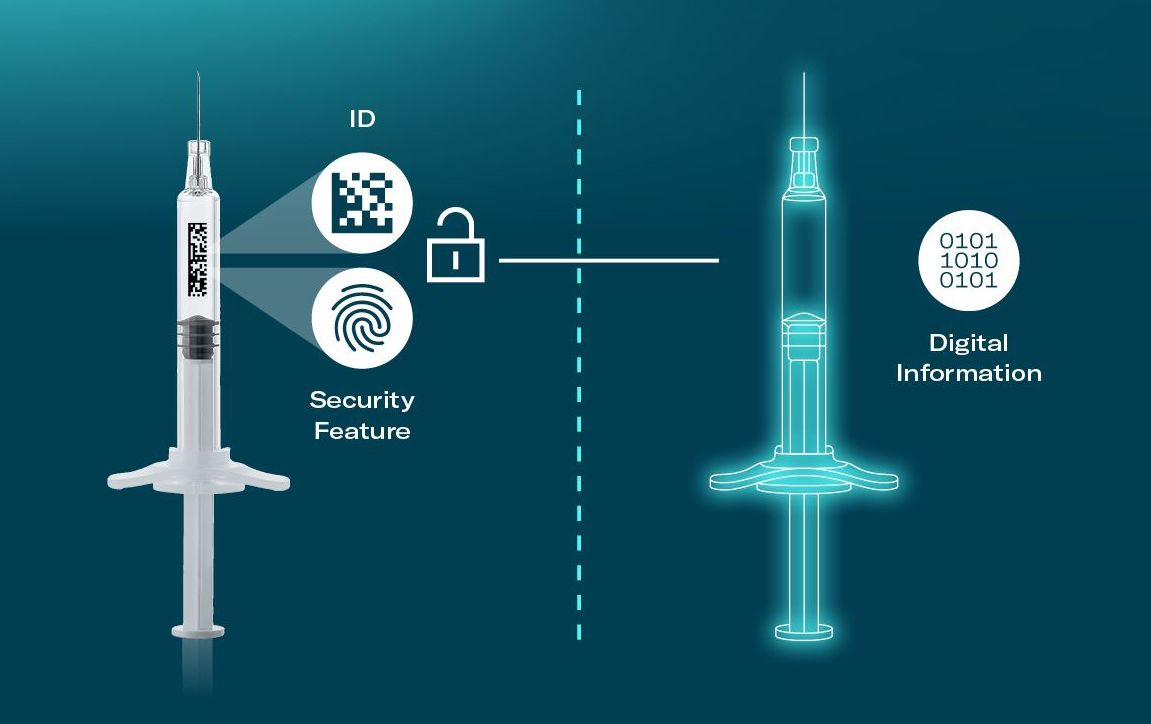 ID
Security
Feature
0101
1010
0101
Digital
Information